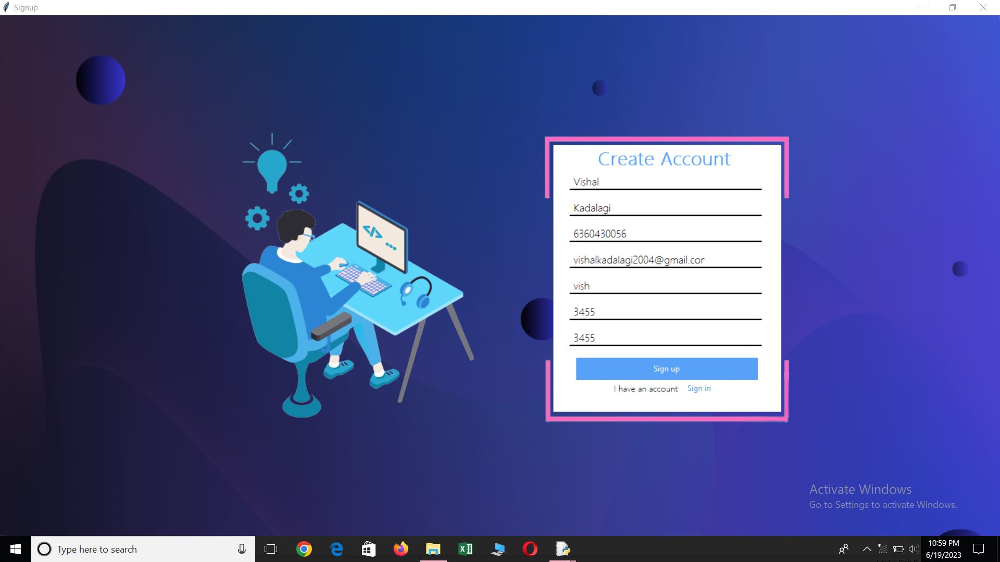 Signup
Create Account
Vishal
Kadalagi
6360430056
vishalkadalagi2004@gmail.cor
vish
3455
3455
Sign up
I have an account Sign in
</>
...
Activate Windows
Go to Settings to activate Windows.
Type here to search
10:59 PM
6/19/2023